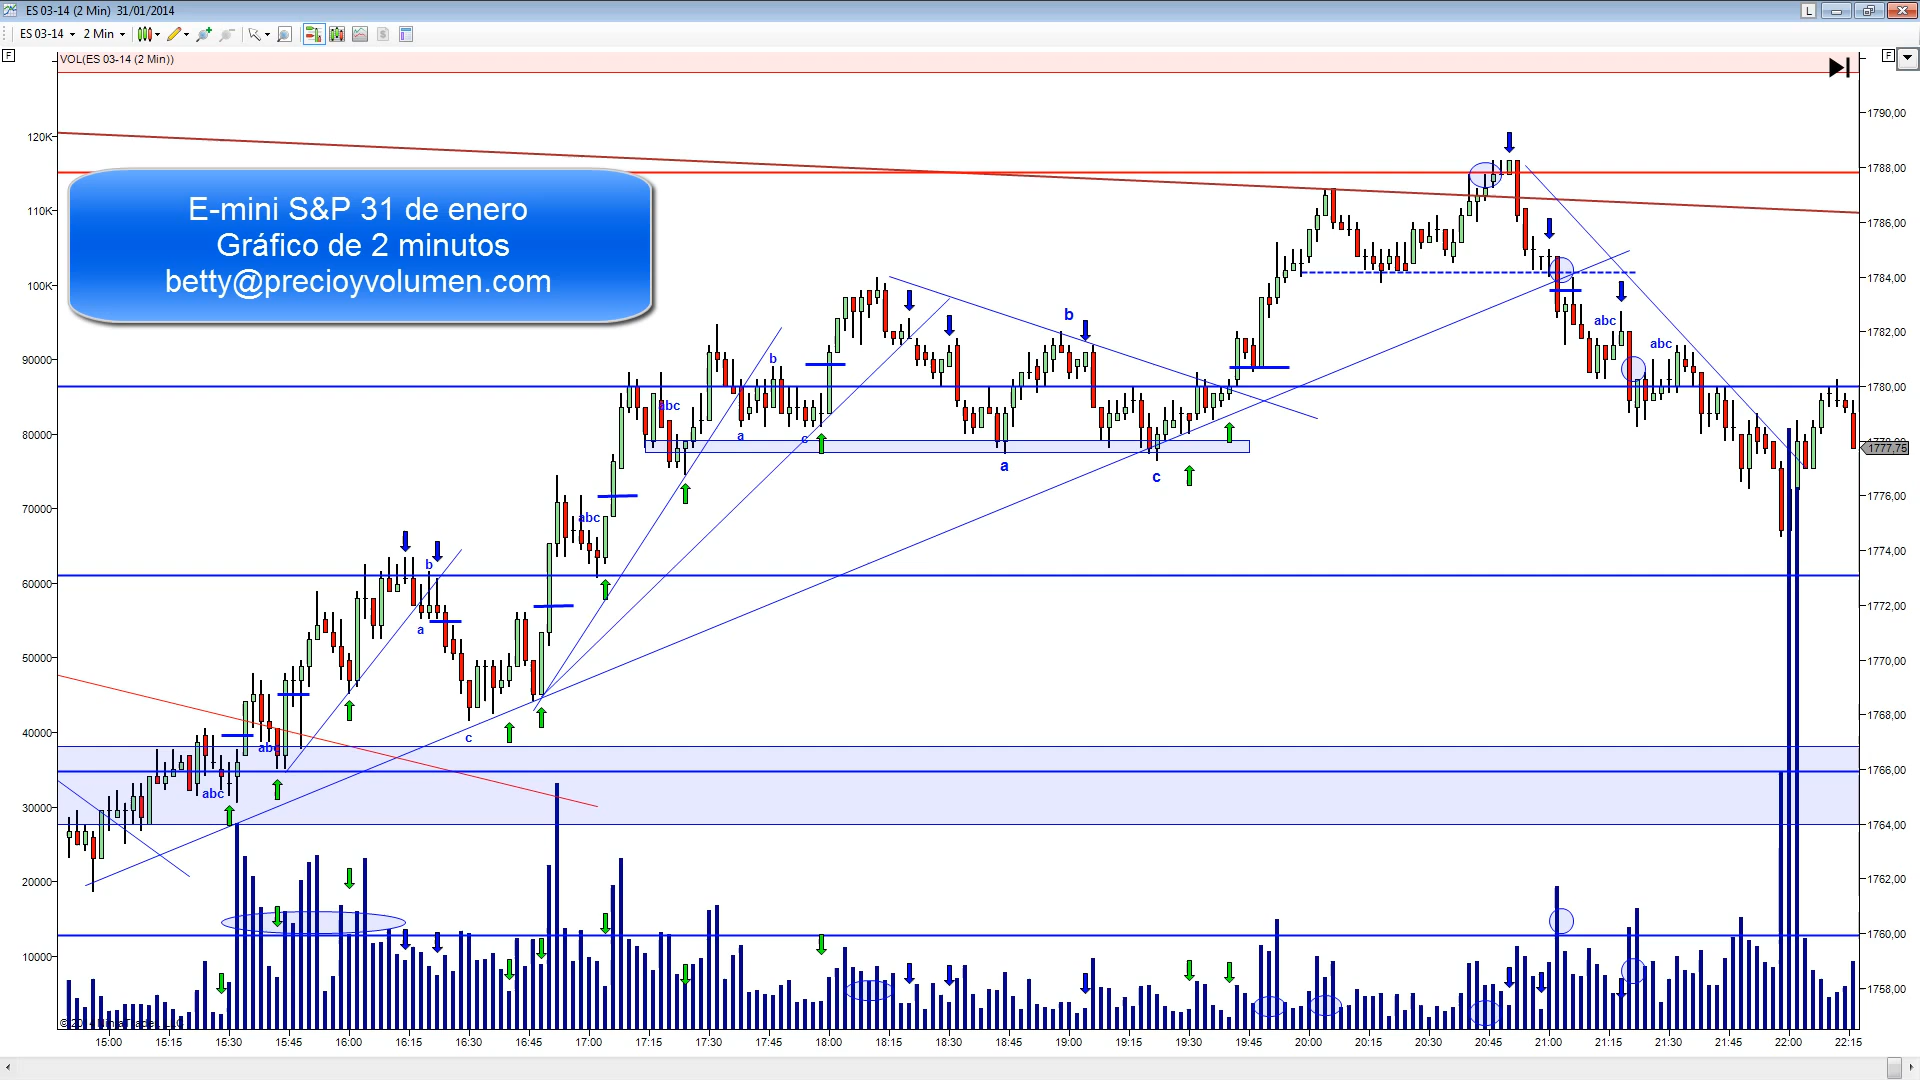 ES 03-14 (2 Min)  31/01/2014
L
ES 03-14
2 Min
F
VOL(ES 03-14 (2 Min))
F
1790,00
120K
1788,00
E-mini S&P 31 de enero
110K
1786,00
Gráfico de 2 minutos
betty@precioyvolumen.com
100K
1784,00
b
abc
1782,00
abc
90000
b
1780,00
abc
80000
a
c
1777,75
a
c
1776,00
70000
abc
1774,00
b
60000
1772,00
a
50000
1770,00
1768,00
40000
c
abc
1766,00
abc
30000
1764,00
20000
1762,00
1760,00
10000
1758,00
15:00 15:15 15:30 15:45 16:00 16:15 16:30 16:45 17:00 17:15 17:30 17:45 18:00 18:15 18:30 18:45 19:00 19:15 19:30 19:45 20:00 20:15 20:30 20:45 21:00 21:15 21:30 21:45 22:00 22:15